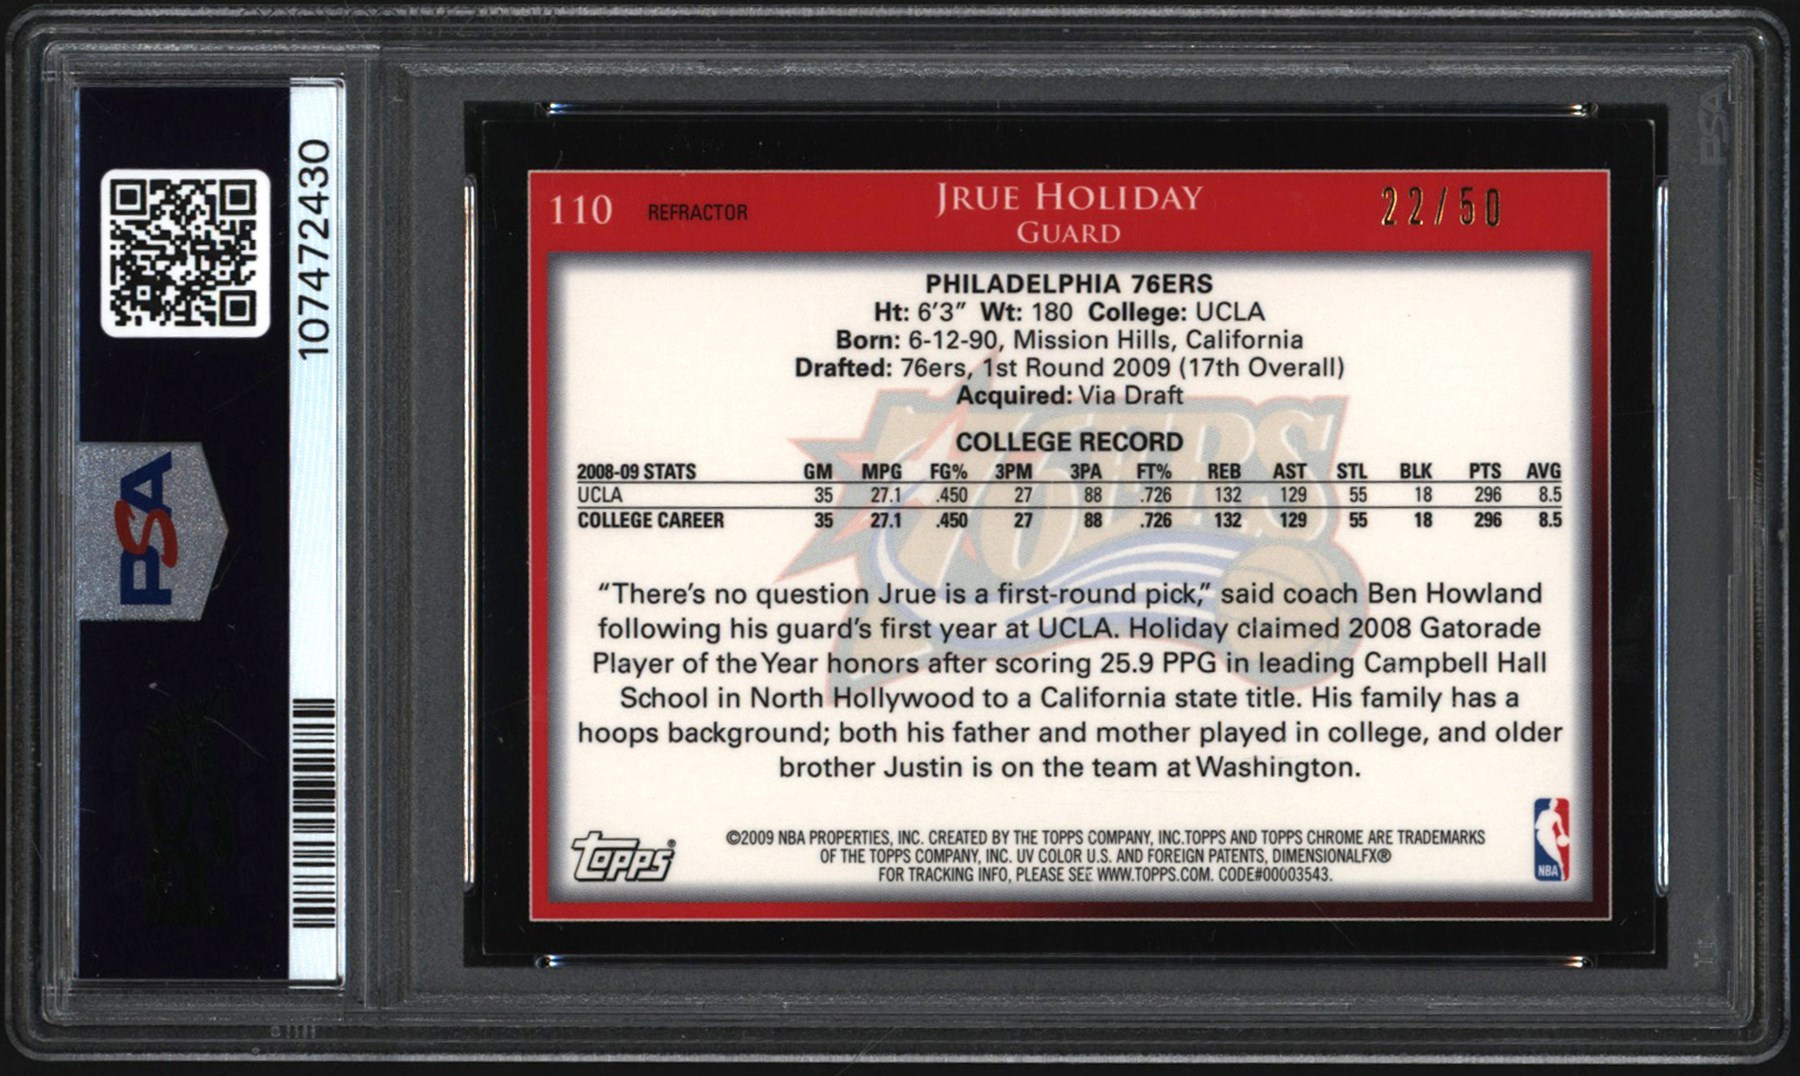 107472430
PSA
PSA
110 REFRACTOR JRUE HOLIDAY 22/50
GUARD
PHILADELPHIA 76ERS
Ht: 6'3" Wt: 180 College: UCLA
Born: 6-12-90, Mission Hills, California
Drafted: 76ers, 1st Round 2009 (17th Overall)
Acquired: Via Draft
76ERS
COLLEGE RECORD
2008-09 STATS GM MPG FG% 3PM 3PA FT% REB AST STL BLK PTS AVG
UCLA 35 27.1 .450 27 88 .726 132 129 55 18 296 8.5
COLLEGE CAREER 35 27.1 .450 27 88 .726 132 129 55 18 296 8.5
“There’s no question Jrue is a first-round pick,” said coach Ben Howland
following his guard’s first year at UCLA. Holiday claimed 2008 Gatorade
Player of the Year honors after scoring 25.9 PPG in leading Campbell Hall
School in North Hollywood to a California state title. His family has a
hoops background; both his father and mother played in college, and older
brother Justin is on the team at Washington.
topps®
©2009 NBA PROPERTIES, INC. CREATED BY THE TOPPS COMPANY, INC.TOPPS AND TOPPS CHROME ARE TRADEMARKS
OF THE TOPPS COMPANY, INC. UV COLOR U.S. AND FOREIGN PATENTS, DIMENSIONALFX®
FOR TRACKING INFO, PLEASE SEE WWW.TOPPS.COM. CODE#00003543.
NBA